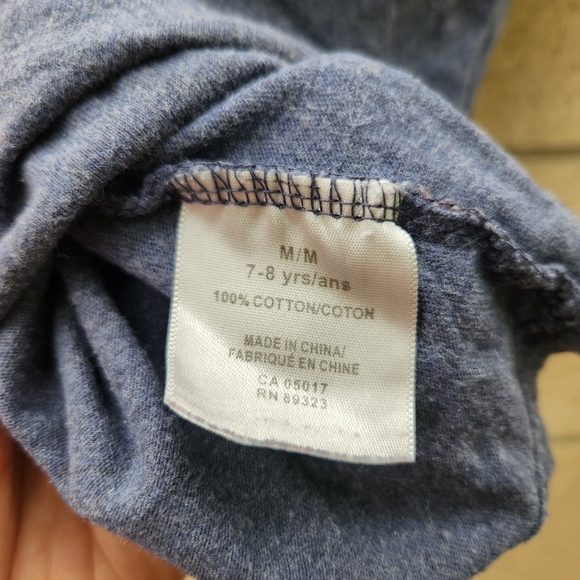 M/M
7-8 yrs/ans
100% COTTON/COTON
MADE IN CHINA/
FABRIQUÉ EN CHINE
CA 05017
RN 89323